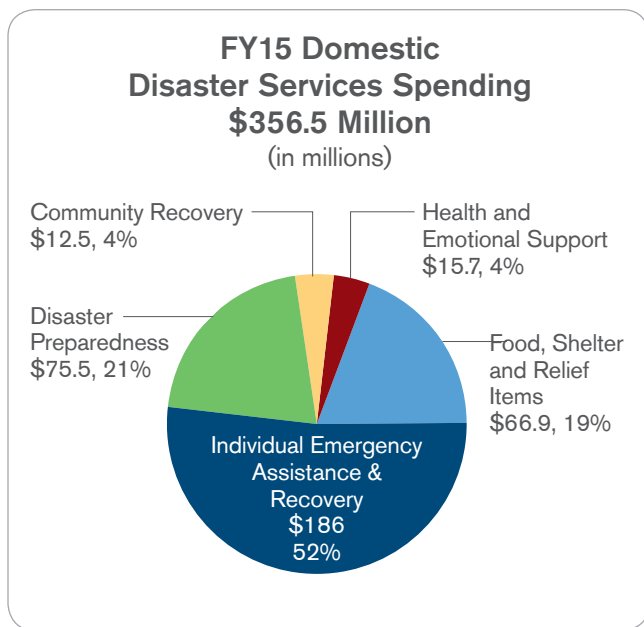 FY15 Domestic
Disaster Services Spending
$356.5 Million
(in millions)
Community Recovery
$12.5, 4%
Health and
Emotional Support
$15.7, 4%
Disaster
Preparedness
$75.5, 21%
Food, Shelter
and Relief
Items
$66.9, 19%
Individual Emergency
Assistance &
Recovery
$186
52%